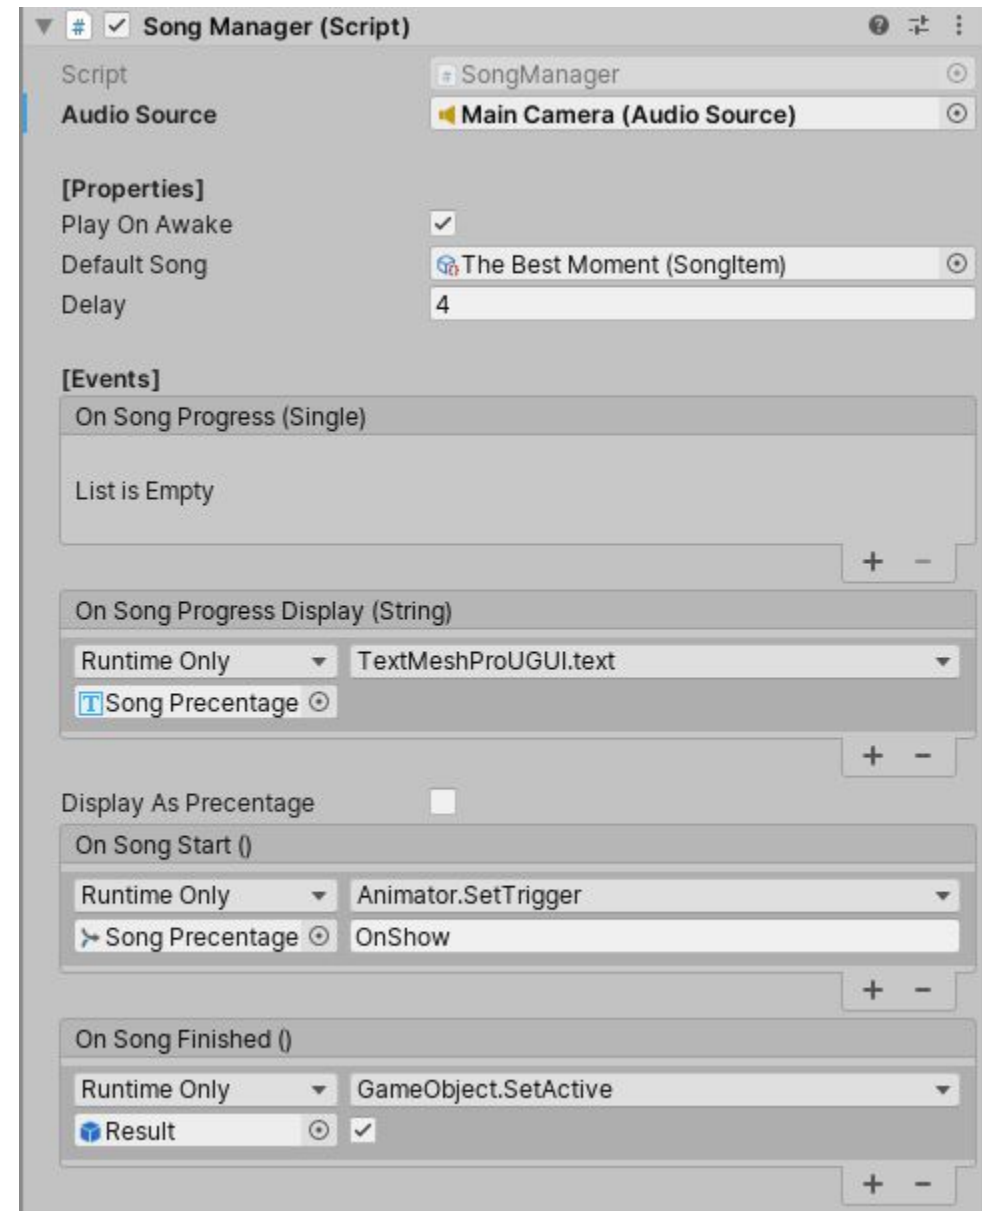 Song Manager (Script)
Script SongManager
Audio Source Main Camera (Audio Source)
[Properties]
Play On Awake
Default Song The Best Moment (SongItem)
Delay 4
[Events]
On Song Progress (Single)
List is Empty
+ −
On Song Progress Display (String)
Runtime Only TextMeshProUGUI.text
Song Precentage
+ −
Display As Precentage
On Song Start ()
Runtime Only Animator.SetTrigger
Song Precentage OnShow
+ −
On Song Finished ()
Runtime Only GameObject.SetActive
Result
+ −